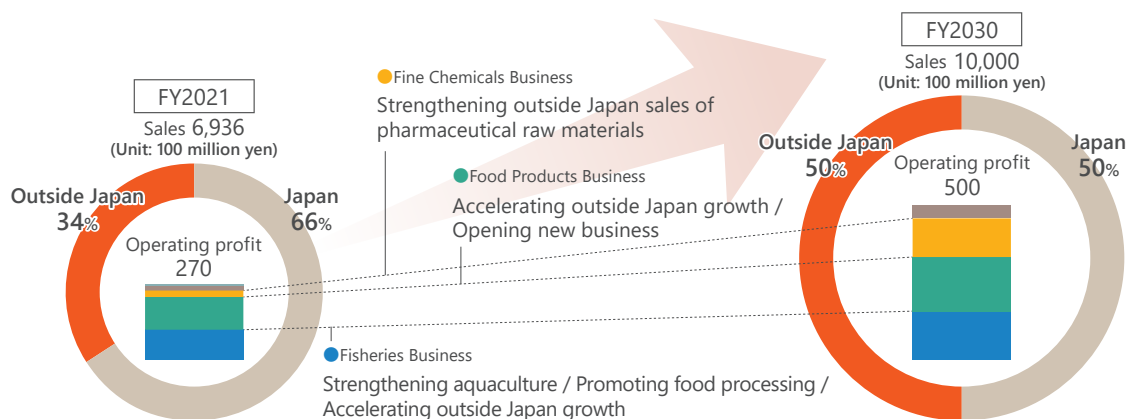 FY2021
Sales 6,936
(Unit: 100 million yen)
Outside Japan
34%
Japan
66%
Operating profit
270
Fine Chemicals Business
Strengthening outside Japan sales of
pharmaceutical raw materials
Food Products Business
Accelerating outside Japan growth /
Opening new business
Fisheries Business
Strengthening aquaculture / Promoting food processing /
Accelerating outside Japan growth
FY2030
Sales 10,000
(Unit: 100 million yen)
Outside Japan
50%
Japan
50%
Operating profit
500